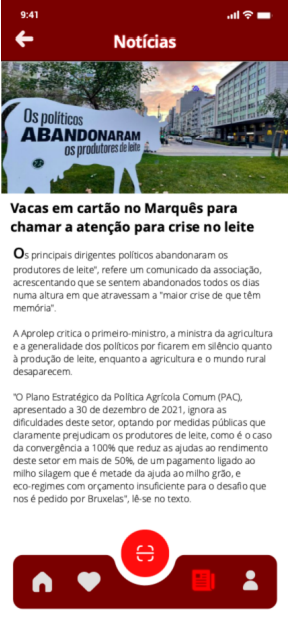 9:41
Notícias
Os políticos
ABANDONARAM
os produtores de leite
Vacas em cartão no Marquês para
chamar a atenção para crise no leite
Os principais dirigentes políticos abandonaram os
produtores de leite", refere um comunicado da associação,
acrescentando que se sentem abandonados todos os dias
numa altura em que atravessam a "maior crise de que têm
memória".
A Aprolep critica o primeiro-ministro, a ministra da agricultura
e a generalidade dos políticos por ficarem em silêncio quanto
à produção de leite, enquanto a agricultura e o mundo rural
desaparecem.
"O Plano Estratégico da Política Agrícola Comum (PAC),
apresentado a 30 de dezembro de 2021, ignora as
dificuldades deste setor, optando por medidas públicas que
claramente prejudicam os produtores de leite, como é o caso
da convergência a 100% que reduz as ajudas ao rendimento
deste setor em mais de 50%, de um pagamento ligado ao
milho silagem que é metade da ajuda ao milho grão, e
eco-regimes com orçamento insuficiente para o desafio que
nos é pedido por Bruxelas", lê-se no texto.